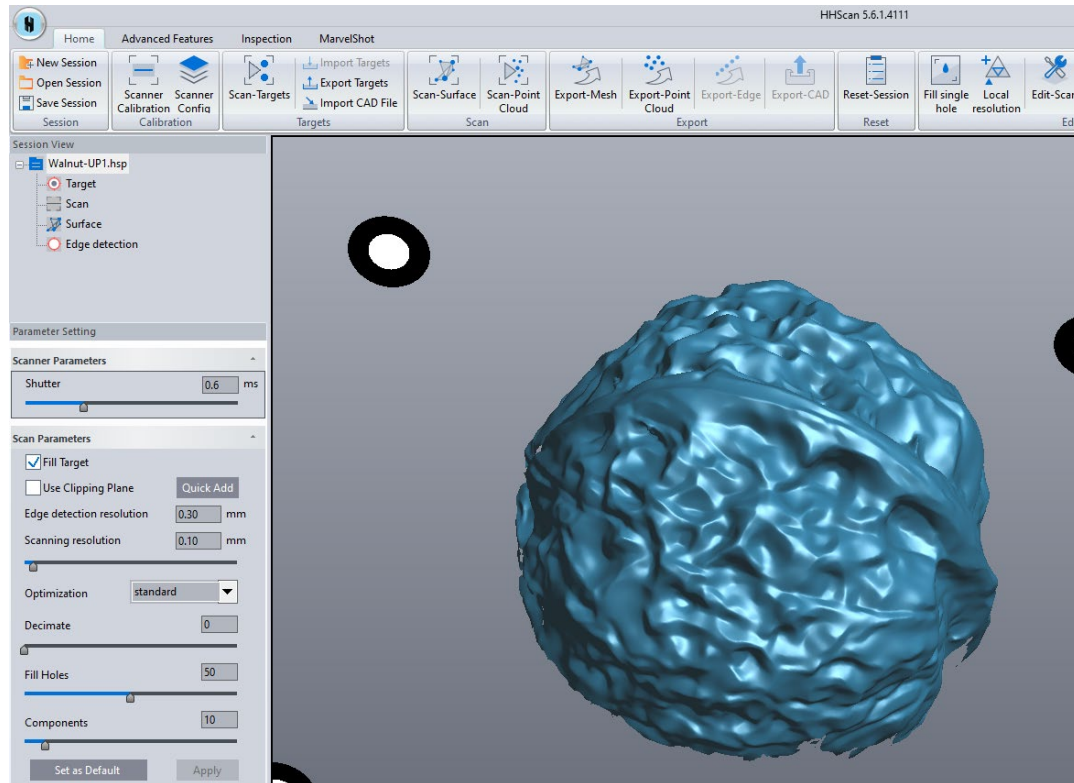 HHScan 5.6.1.4111
Home Advanced Features Inspection MarvelShot
New Session
Open Session
Save Session
Session
Scanner Calibration
Scanner Config
Calibration
Scan-Targets
Import Targets
Export Targets
Import CAD File
Targets
Scan-Surface
Scan-Point Cloud
Scan
Export-Mesh
Export-Point Cloud
Export-Edge
Export-CAD
Export
Reset-Session
Reset
Fill single hole
Local resolution
Edit-Scan
Ed
Session View
Walnut-UP1.hsp
Target
Scan
Surface
Edge detection
Parameter Setting
Scanner Parameters
Shutter 0.6 ms
Scan Parameters
Fill Target
Use Clipping Plane Quick Add
Edge detection resolution 0.30 mm
Scanning resolution 0.10 mm
Optimization standard
Decimate 0
Fill Holes 50
Components 10
Set as Default Apply